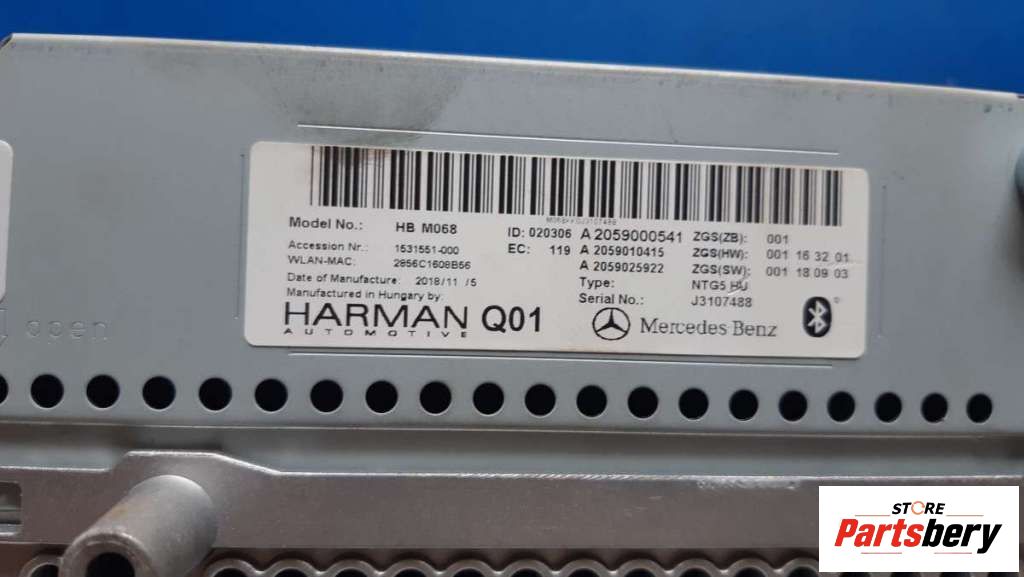 M068XXDJ3107488
Model No.: HB M068 ID: 020306 A 2059000541 ZGS(ZB): 001
Accession Nr.: 1531551-000 EC: 119 A 2059010415 ZGS(HW): 001 16 32 01
WLAN-MAC: 2856C1608B56 A 2059025922 ZGS(SW): 001 18 09 03
Date of Manufacture: 2018/11 /5 Type: NTG5 HU
Manufactured in Hungary by: Serial No.: J3107488
HARMAN Q01 Mercedes Benz
AUTOMOTIVE
open
STORE
Partsbery